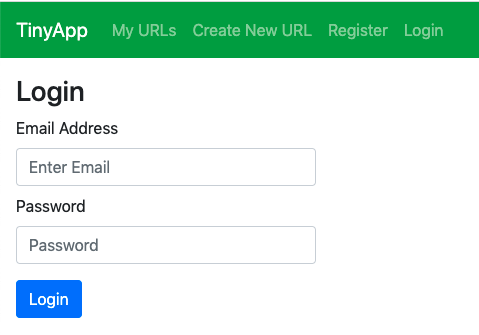 TinyApp My URLs Create New URL Register Login
Login
Email Address
Enter Email
Password
Password
Login